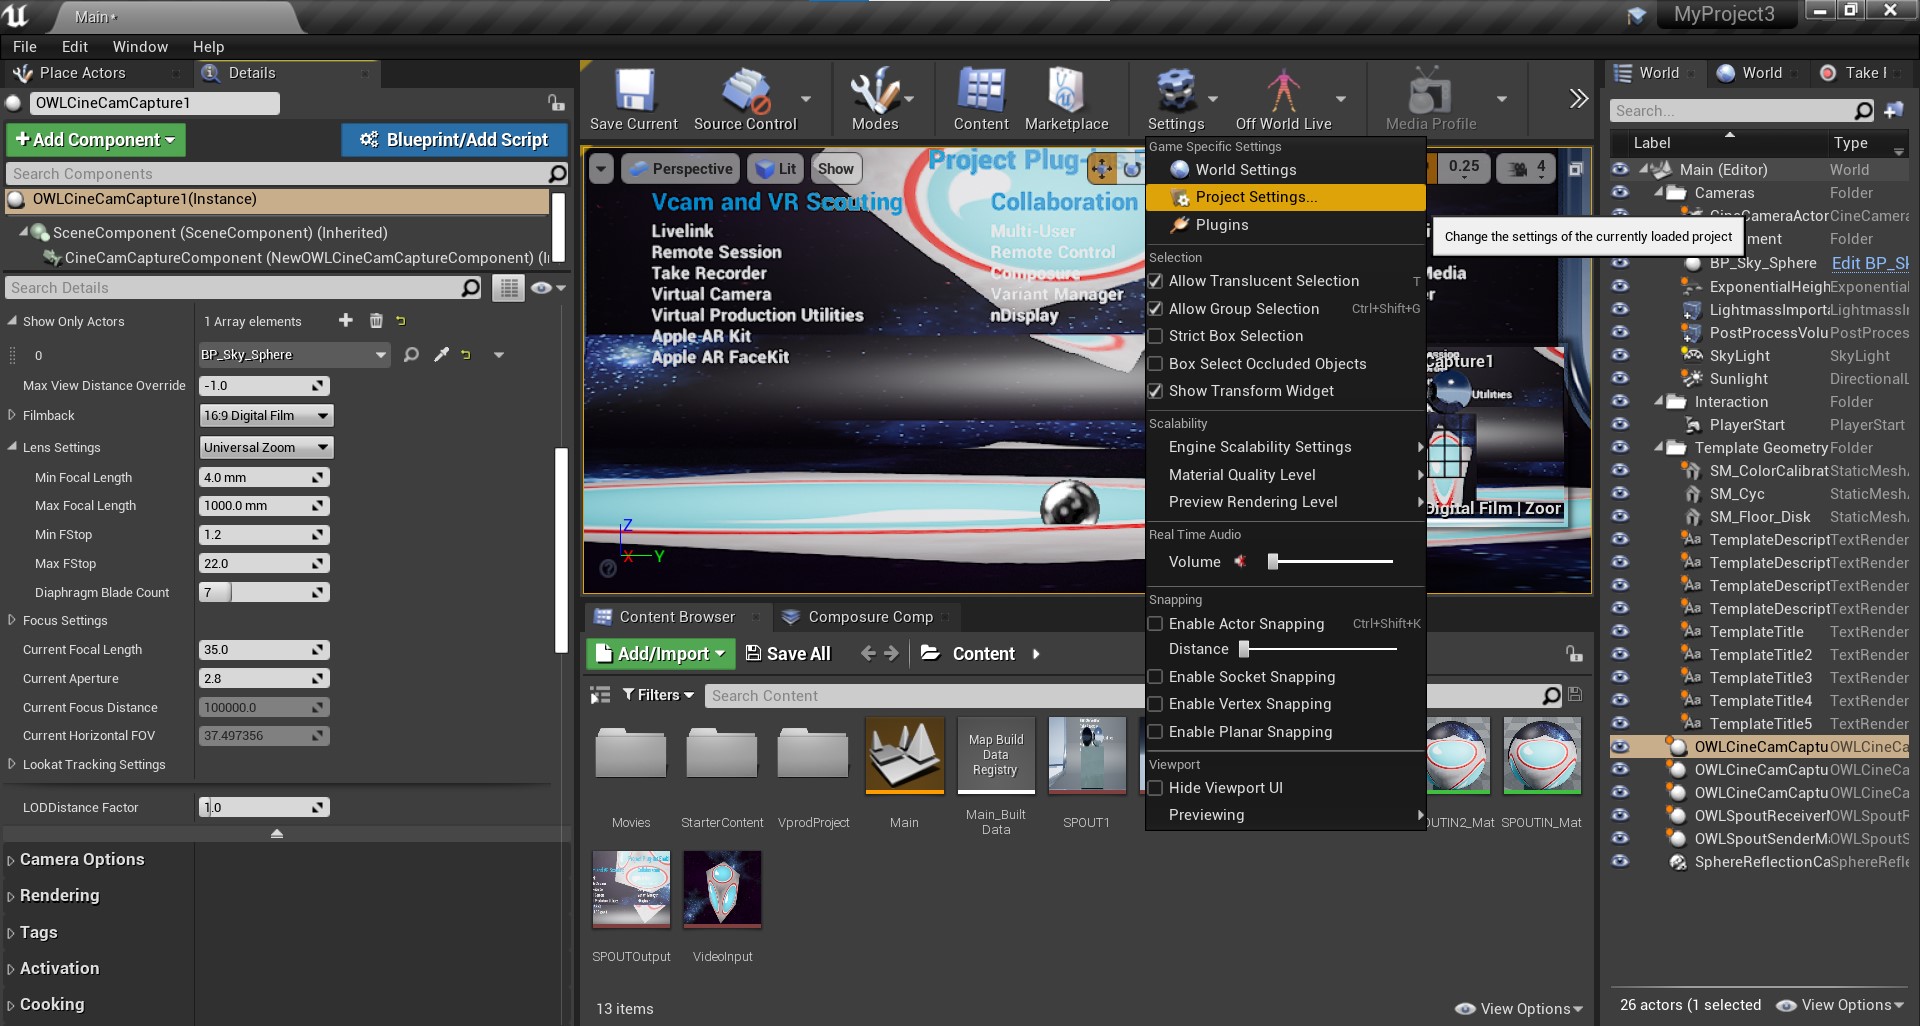 Main*
MyProject3
File Edit Window Help
Place Actors
Details
OWLCineCamCapture1
Add Component
Blueprint/Add Script
Search Components
OWLCineCamCapture1(Instance)
SceneComponent (SceneComponent) (Inherited)
CineCamCaptureComponent (NewOWLCineCamCaptureComponent) (I
Search Details
Show Only Actors 1 Array elements
0 BP_Sky_Sphere
Max View Distance Override -1.0
Filmback 16:9 Digital Film
Lens Settings Universal Zoom
Min Focal Length 4.0 mm
Max Focal Length 1000.0 mm
Min FStop 1.2
Max FStop 22.0
Diaphragm Blade Count 7
Focus Settings
Current Focal Length 35.0
Current Aperture 2.8
Current Focus Distance 100000.0
Current Horizontal FOV 37.497356
Lookat Tracking Settings
LODDistance Factor 1.0
Camera Options
Rendering
Tags
Activation
Cooking
Save Current
Source Control
Modes
Content
Marketplace
Settings
Off World Live
Media Profile
Perspective
Lit
Show
0.25
4
Project Plug-ins
Vcam and VR Scouting
Livelink
Remote Session
Take Recorder
Virtual Camera
Virtual Production Utilities
Apple AR Kit
Apple AR FaceKit
Collaboration
Multi-User
Remote Control
Composure
Variant Manager
nDisplay
Z
X Y
Media
apture1
Utilities
Digital Film | Zoor
Game Specific Settings
World Settings
Project Settings...
Plugins
Selection
Allow Translucent Selection T
Allow Group Selection Ctrl+Shift+G
Strict Box Selection
Box Select Occluded Objects
Show Transform Widget
Scalability
Engine Scalability Settings
Material Quality Level
Preview Rendering Level
Real Time Audio
Volume
Snapping
Enable Actor Snapping Ctrl+Shift+K
Distance
Enable Socket Snapping
Enable Vertex Snapping
Enable Planar Snapping
Viewport
Hide Viewport UI
Previewing
Change the settings of the currently loaded project
Content Browser
Composure Comp
Add/Import
Save All
Content
Filters
Search Content
Map Build
Data
Registry
Movies
StarterContent
VprodProject
Main
Main_Built
Data
SPOUT1
OUTIN2_Mat
SPOUTIN_Mat
SPOUTOutput
VideoInput
13 items
View Options
World
World
Take
Search...
Label Type
Main (Editor) World
Cameras Folder
CineCameraActor CineCamera
ment Folder
BP_Sky_Sphere Edit BP_Sk
ExponentialHeigh Exponential
LightmassImporta LightmassI
PostProcessVolu PostProces
SkyLight SkyLight
Sunlight DirectionalL
Interaction Folder
PlayerStart PlayerStart
Template Geometry Folder
SM_ColorCalibrat StaticMesh
SM_Cyc StaticMesh
SM_Floor_Disk StaticMesh
TemplateDescript TextRender
TemplateDescript TextRender
TemplateDescript TextRender
TemplateDescript TextRender
TemplateTitle TextRender
TemplateTitle2 TextRender
TemplateTitle3 TextRender
TemplateTitle4 TextRender
TemplateTitle5 TextRender
OWLCineCamCaptu OWLCineCa
OWLCineCamCaptu OWLCineCa
OWLCineCamCaptu OWLCineCa
OWLSpoutReceiver OWLSpoutR
OWLSpoutSenderM OWLSpoutS
SphereReflectionCa SphereRefle
26 actors (1 selected
View Options